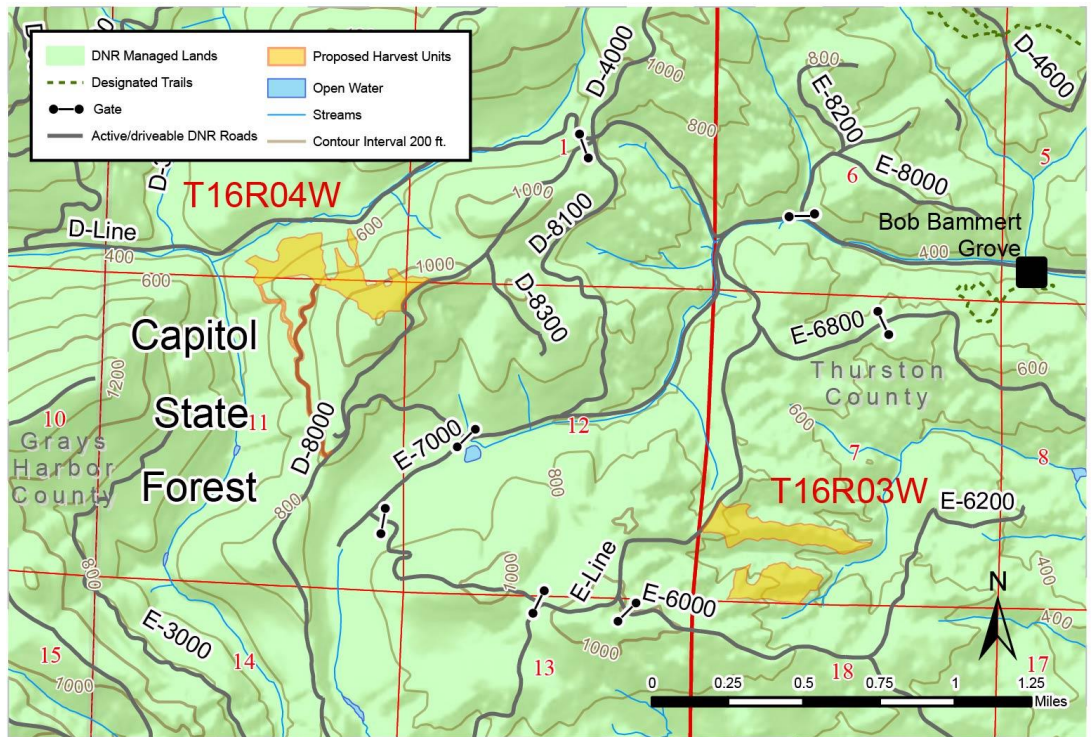 DNR Managed Lands
Designated Trails
Gate
Active/driveable DNR Roads
Proposed Harvest Units
Open Water
Streams
Contour Interval 200 ft.
D-4000
1000
D-4600
800
E-8200
1
800
5
6
E-8000
T16R04W
1000
D-8100
Bob Bammert
Grove
D-Line
400
600
600
1000
400
D-8300
E-6800
Thurston
County
600
Capitol
State
Forest
1200
10
Grays
Harbor
County
11
D-8000
E-7000
12
600
7
8
800
800
T16R03W
E-6200
1000
E-Line
E-6000
400
N
400
800
E-3000
14
15
1000
13
1000
18
17
0
0.25
0.5
0.75
1
1.25
Miles